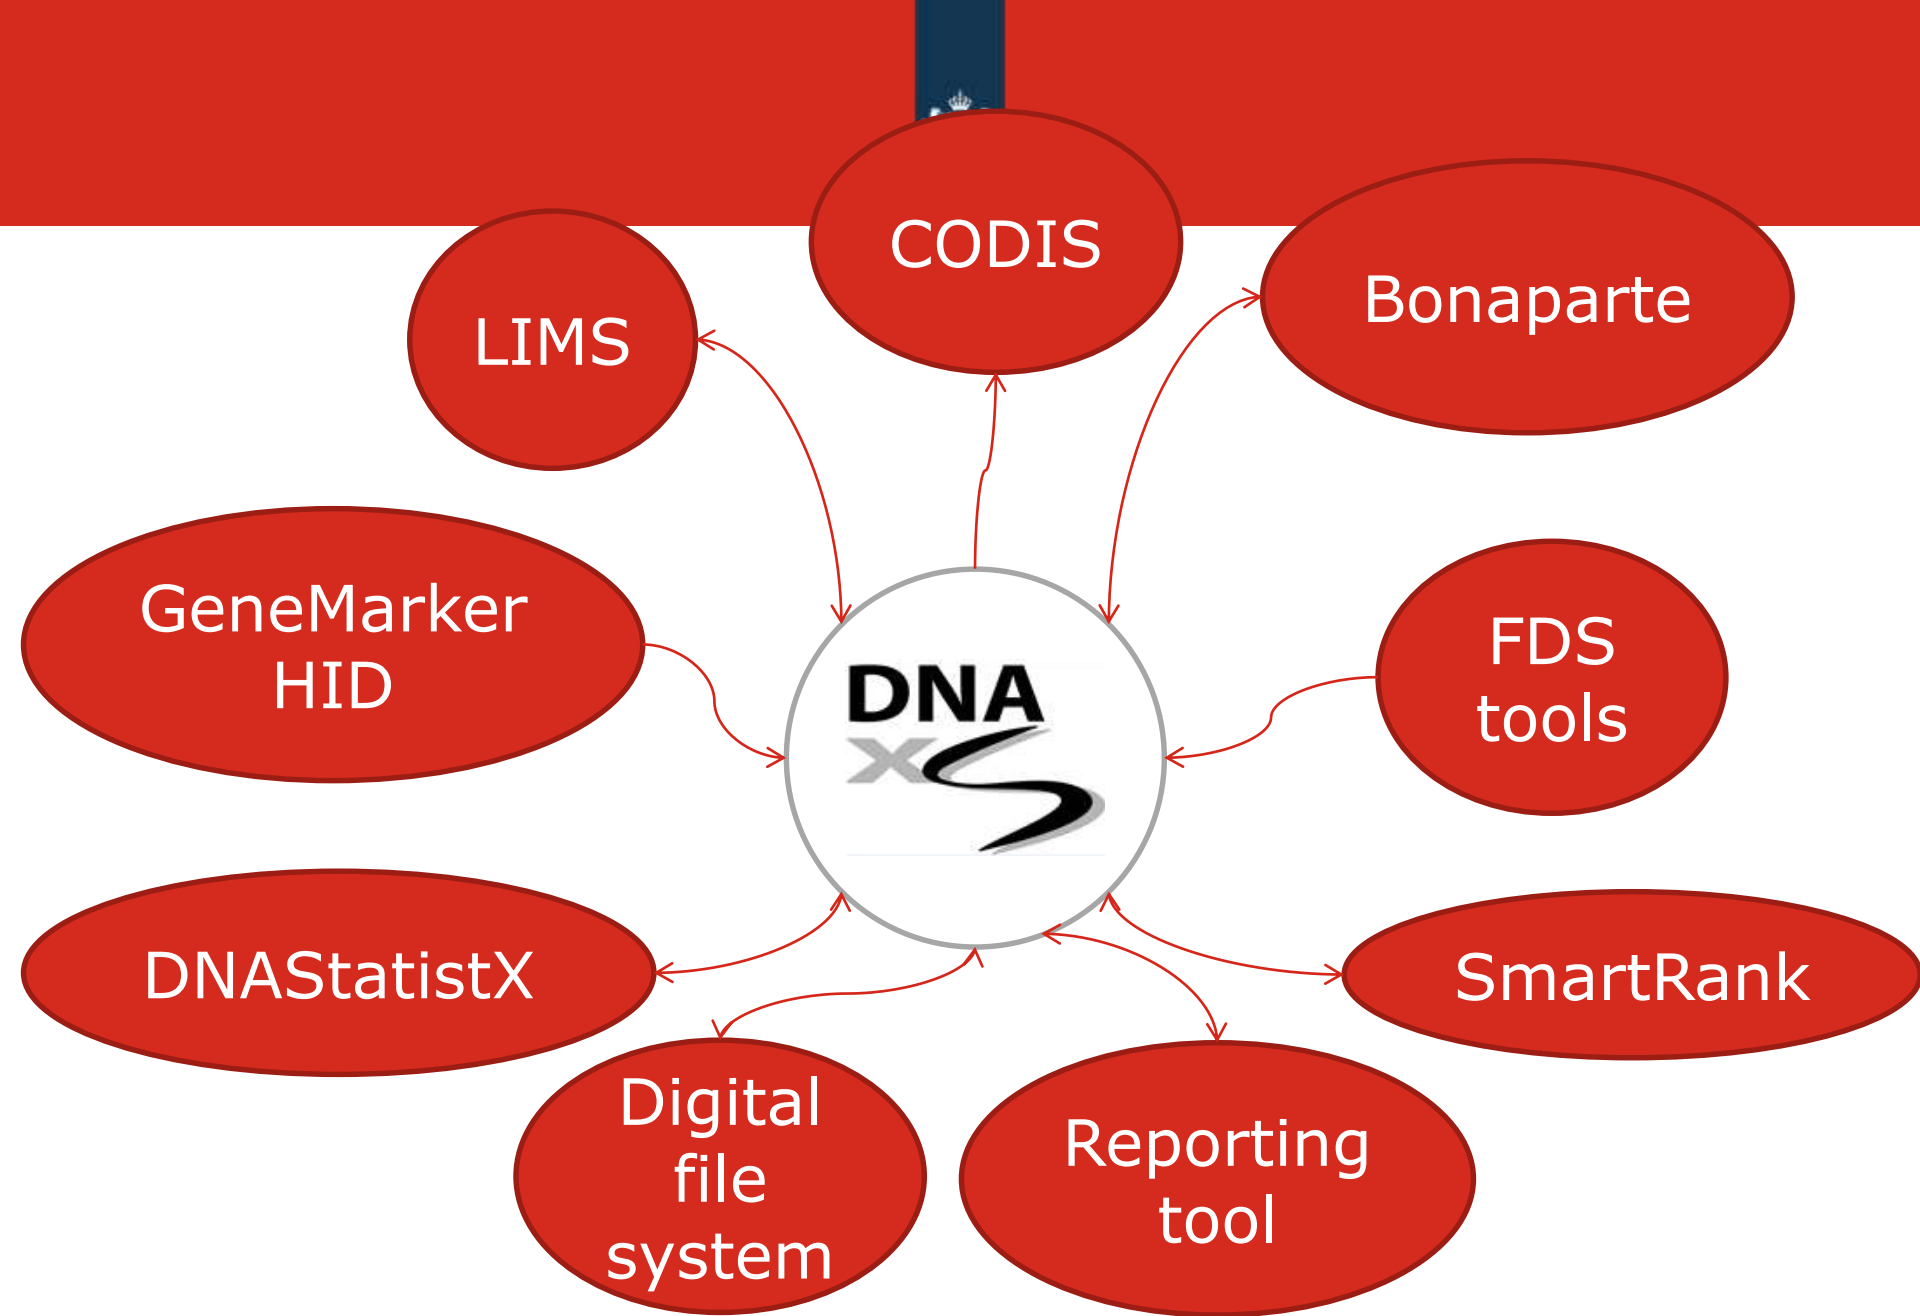 CODIS
Bonaparte
LIMS
GeneMarker
HID
FDS
tools
DNA
XS
DNAStatistX
SmartRank
Digital
file
system
Reporting
tool